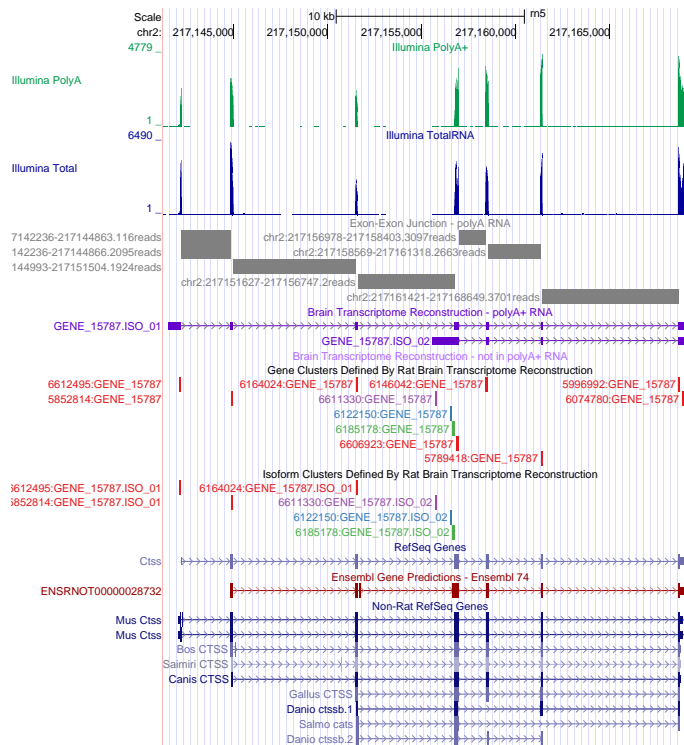 Scale 10 kb rn5
chr2: 217,145,000 217,150,000 217,155,000 217,160,000 217,165,000
4779 _ Illumina PolyA+
Illumina PolyA
1 _
6490 _ Illumina TotalRNA
Illumina Total
1 _
Exon-Exon Junction - polyA RNA
7142236-217144863.116reads chr2:217156978-217158403.3097reads
142236-217144866.2095reads chr2:217158569-217161318.2663reads
144993-217151504.1924reads
chr2:217151627-217156747.2reads
chr2:217161421-217168649.3701reads
Brain Transcriptome Reconstruction - polyA+ RNA
GENE_15787.ISO_01
GENE_15787.ISO_02
Brain Transcriptome Reconstruction - not in polyA+ RNA
Gene Clusters Defined By Rat Brain Transcriptome Reconstruction
6612495:GENE_15787 6164024:GENE_15787 6146042:GENE_15787 5996992:GENE_15787
5852814:GENE_15787 6611330:GENE_15787 6074780:GENE_15787
6122150:GENE_15787
6185178:GENE_15787
6606923:GENE_15787
5789418:GENE_15787
Isoform Clusters Defined By Rat Brain Transcriptome Reconstruction
6612495:GENE_15787.ISO_01 6164024:GENE_15787.ISO_01
5852814:GENE_15787.ISO_01 6611330:GENE_15787.ISO_02
6122150:GENE_15787.ISO_02
6185178:GENE_15787.ISO_02
RefSeq Genes
Ctss
Ensembl Gene Predictions - Ensembl 74
ENSRNOT00000028732
Non-Rat RefSeq Genes
Mus Ctss
Mus Ctss
Bos CTSS
Saimiri CTSS
Canis CTSS
Gallus CTSS
Danio ctssb.1
Salmo cats
Danio ctssb.2